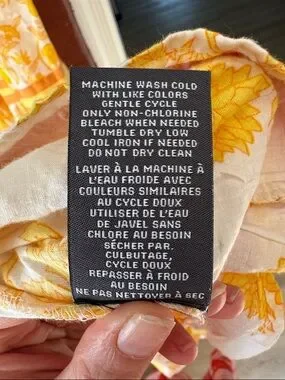 MACHINE WASH COLD
WITH LIKE COLORS
GENTLE CYCLE
ONLY NON-CHLORINE
BLEACH WHEN NEEDED
TUMBLE DRY LOW
COOL IRON IF NEEDED
DO NOT DRY CLEAN
LAVER À LA MACHINE À
L'EAU FROIDE AVEC
COULEURS SIMILAIRES
AU CYCLE DOUX
UTILISER DE L'EAU
DE JAVEL SANS
CHLORE AU BESOIN
SÉCHER PAR.
CULBUTAGE,
CYCLE DOUX
REPASSER À FROID
AU BESOIN
NE PAS NETTOYER À SEC